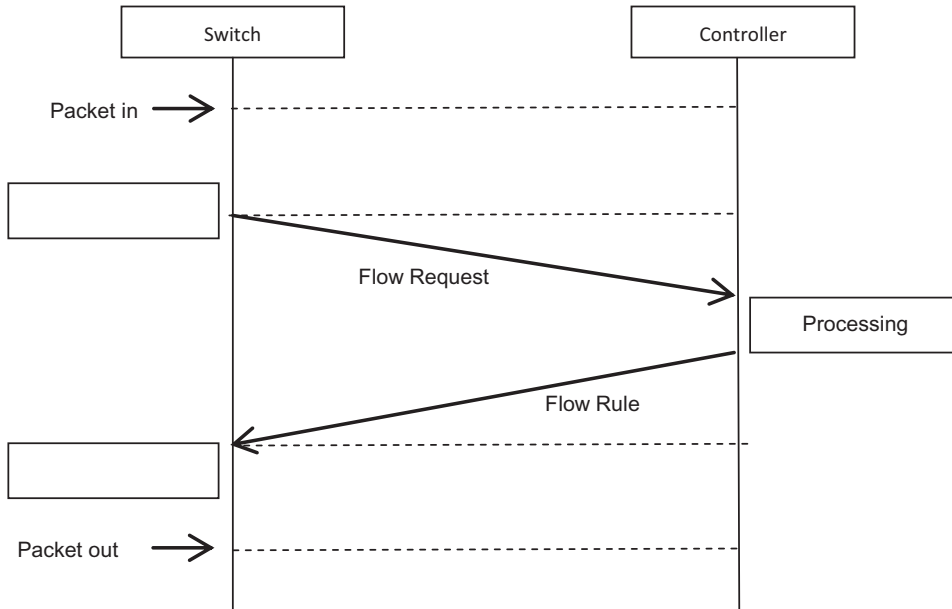 Switch
Controller
Packet in
Flow Request
Processing
Flow Rule
Packet out